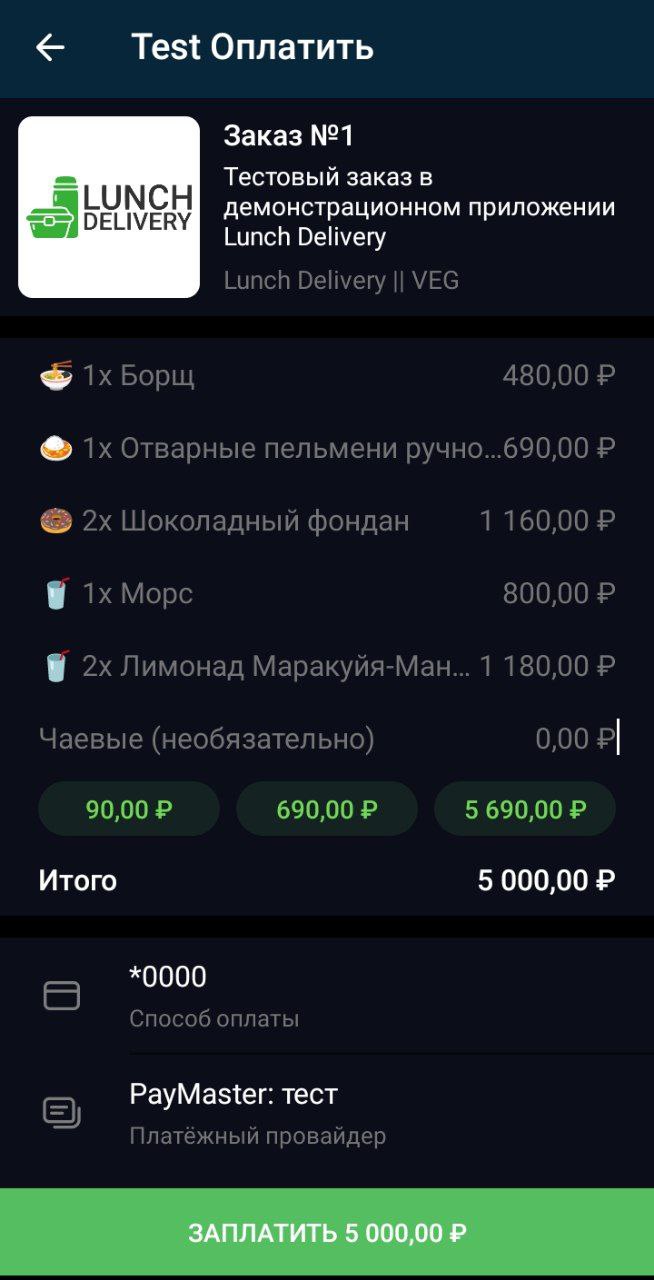 Test Оплатить
LUNCH
DELIVERY
Заказ №1
Тестовый заказ в
демонстрационном приложении
Lunch Delivery
Lunch Delivery || VEG
1x Борщ 480,00 ₽
1x Отварные пельмени ручно...690,00 ₽
2x Шоколадный фондан 1 160,00 ₽
1x Морс 800,00 ₽
2x Лимонад Маракуйя-Ман... 1 180,00 ₽
Чаевые (необязательно) 0,00 ₽
90,00 ₽ 690,00 ₽ 5 690,00 ₽
Итого 5 000,00 ₽
*0000
Способ оплаты
PayMaster: тест
Платёжный провайдер
ЗАПЛАТИТЬ 5 000,00 ₽